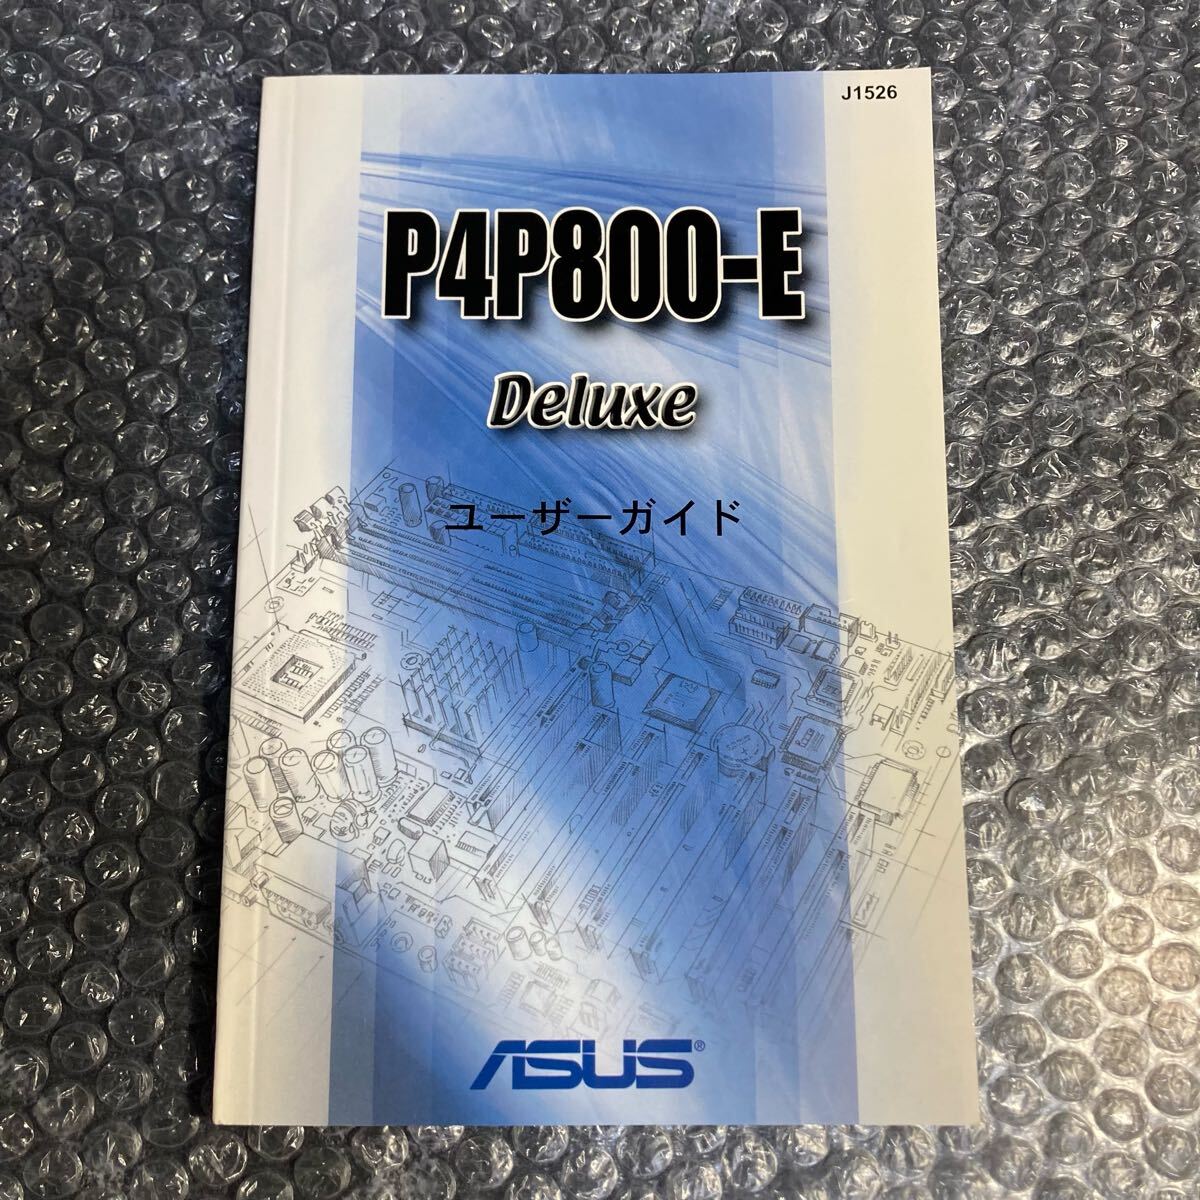 J1526
P4P800-E
Deluxe
ユーザーガイド
ASUS®